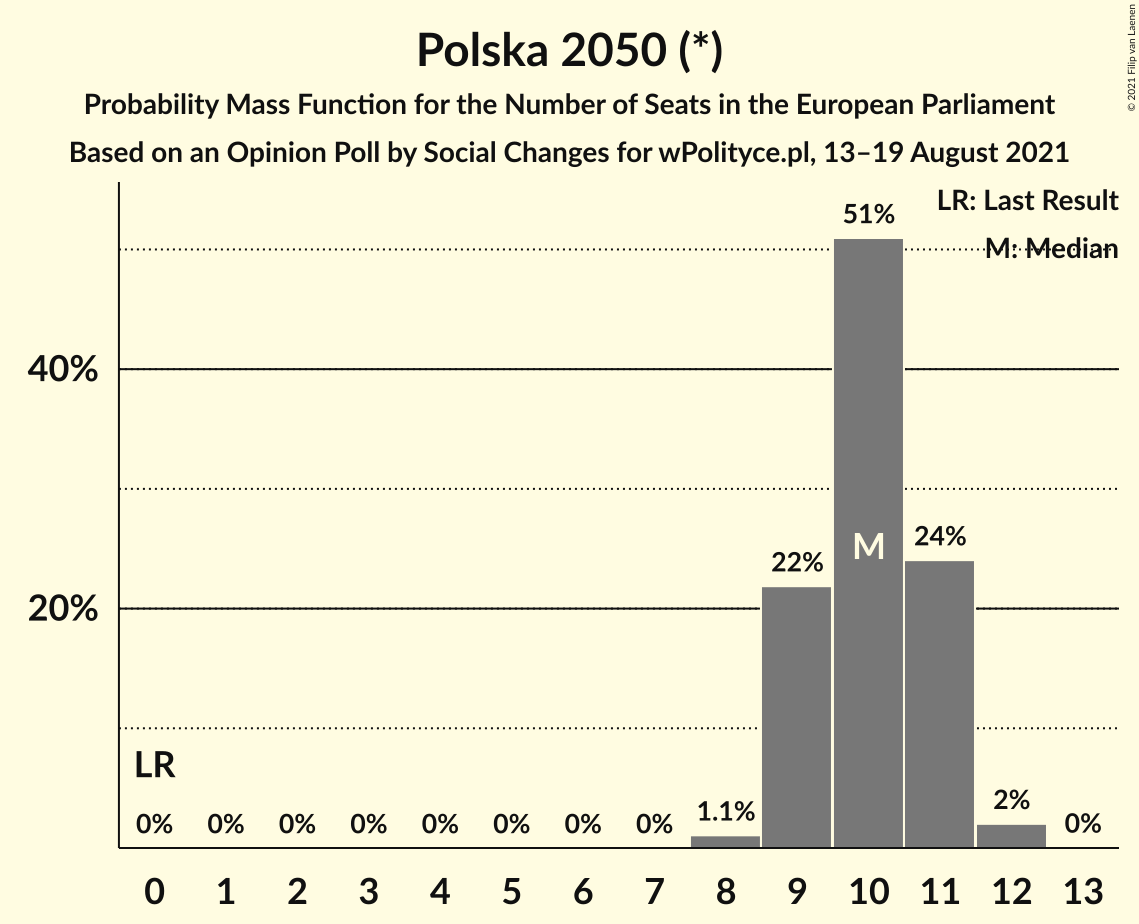 Polska 2050 (*)
Probability Mass Function for the Number of Seats in the European Parliament
Based on an Opinion Poll by Social Changes for wPolityce.pl, 13–19 August 2021
© 2021 Filip van Laenen
LR: Last Result
M: Median
51%
40%
M
24%
22%
20%
LR
0% 0% 0% 0% 0% 0% 0% 0% 1.1% 2% 0%
0 1 2 3 4 5 6 7 8 9 10 11 12 13